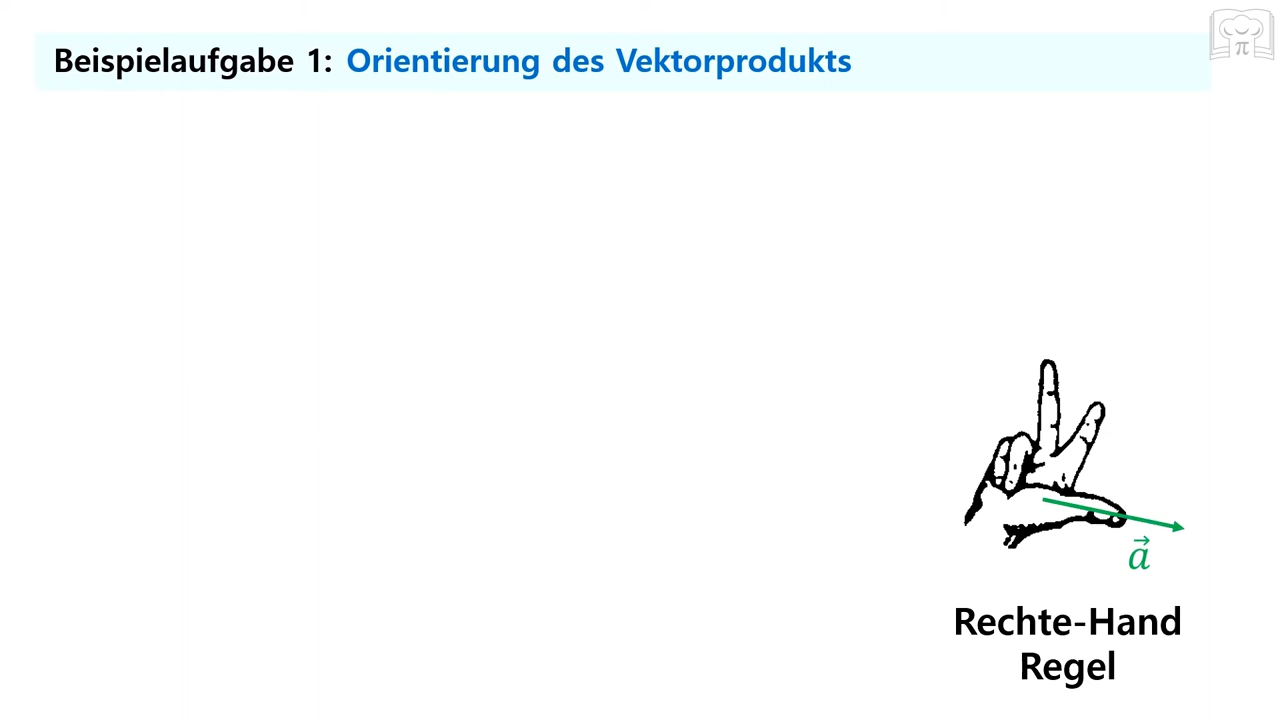 Beispielaufgabe 1: Orientierung des Vektorprodukts
π
a⃗
Rechte-Hand
Regel